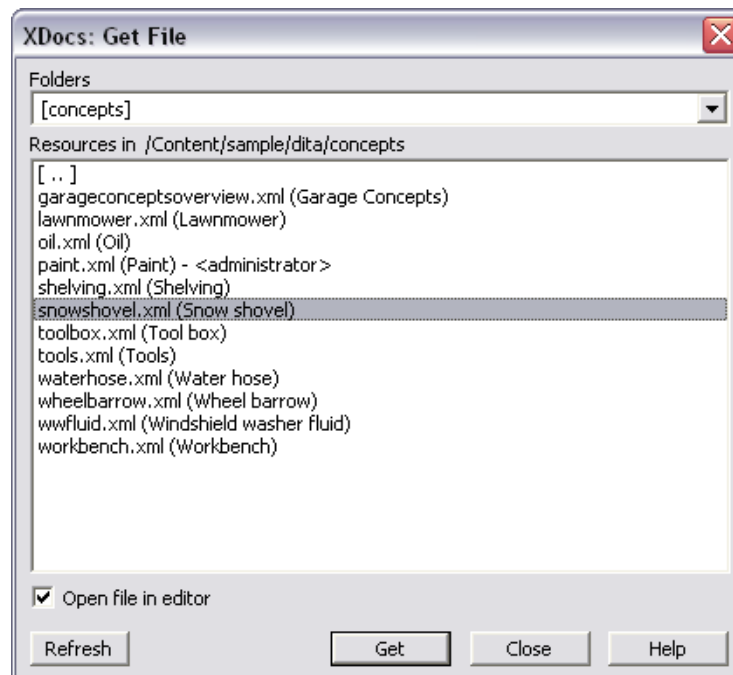 XDocs: Get File
Folders
[concepts]
Resources in /Content/sample/dita/concepts
[ .. ]
garageconceptsoverview.xml (Garage Concepts)
lawnmower.xml (Lawnmower)
oil.xml (Oil)
paint.xml (Paint) - <administrator>
shelving.xml (Shelving)
snowshovel.xml (Snow shovel)
toolbox.xml (Tool box)
tools.xml (Tools)
waterhose.xml (Water hose)
wheelbarrow.xml (Wheel barrow)
wwfluid.xml (Windshield washer fluid)
workbench.xml (Workbench)
Open file in editor
Refresh Get Close Help